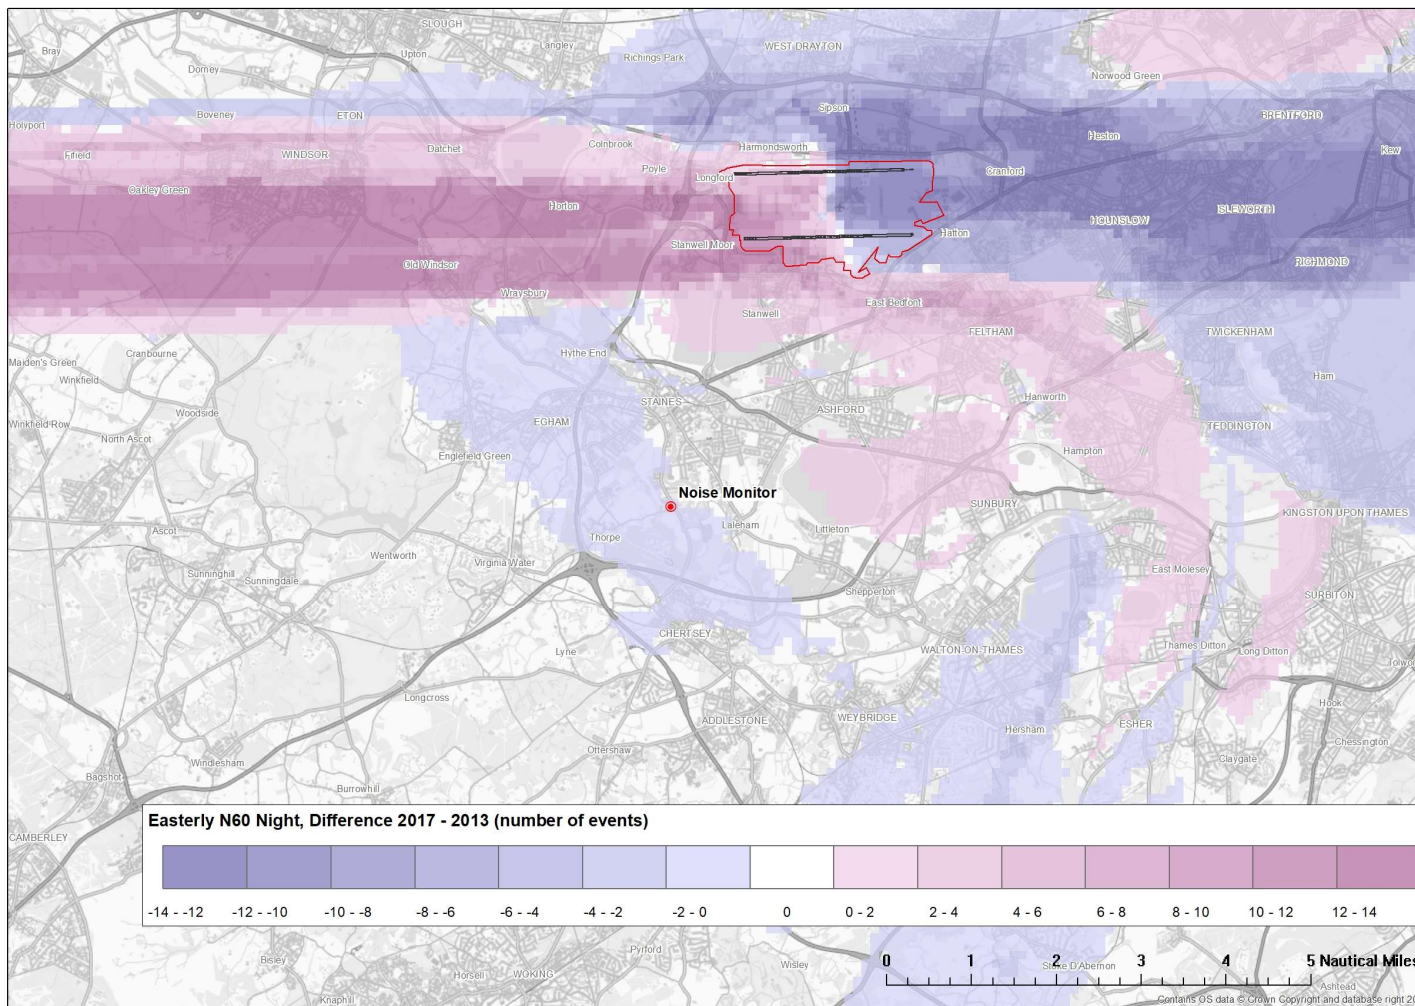 SLOUGH
Bray
Upton
Langley
WEST DRAYTON
Richings Park
Dorney
Norwood Green
Holyport
Boveney
ETON
Sipson
BRENTFORD
Heston
Fifield
WINDSOR
Datchet
Colnbrook
Harmondsworth
Kew
Poyle
Longford
Cranford
Oakley Green
Horton
HOUNSLOW
ISLEWORTH
Stanwell Moor
Hatton
Old Windsor
RICHMOND
Wraysbury
East Bedfont
Stanwell
FELTHAM
TWICKENHAM
Cranbourne
Hythe End
Maiden's Green
Winkfield
Ham
Woodside
STAINES
ASHFORD
Hanworth
Winkfield Row
EGHAM
TEDDINGTON
North Ascot
Englefield Green
Hampton
Noise Monitor
SUNBURY
KINGSTON UPON THAMES
Ascot
Laleham
Littleton
Thorpe
Wentworth
Virginia Water
East Molesey
Sunninghill
Sunningdale
Shepperton
SURBITON
CHERTSEY
Lyne
WALTON-ON-THAMES
Thames Ditton
Long Ditton
Longcross
ADDLESTONE
WEYBRIDGE
ESHER
Hersham
Hook
Ottershaw
Chessington
Windlesham
Claygate
Bagshot
Burrowhill
Easterly N60 Night, Difference 2017 - 2013 (number of events)
CAMBERLEY
-14 - -12 -12 - -10 -10 - -8 -8 - -6 -6 - -4 -4 - -2 -2 - 0 0 0 - 2 2 - 4 4 - 6 6 - 8 8 - 10 10 - 12 12 - 14
Pyrford
Bisley
Wisley
Horsell
WOKING
0 1 2 3 4 5 Nautical Miles
Stoke D'Abernon
Ashtead
Knaphill
Contains OS data © Crown Copyright and database right